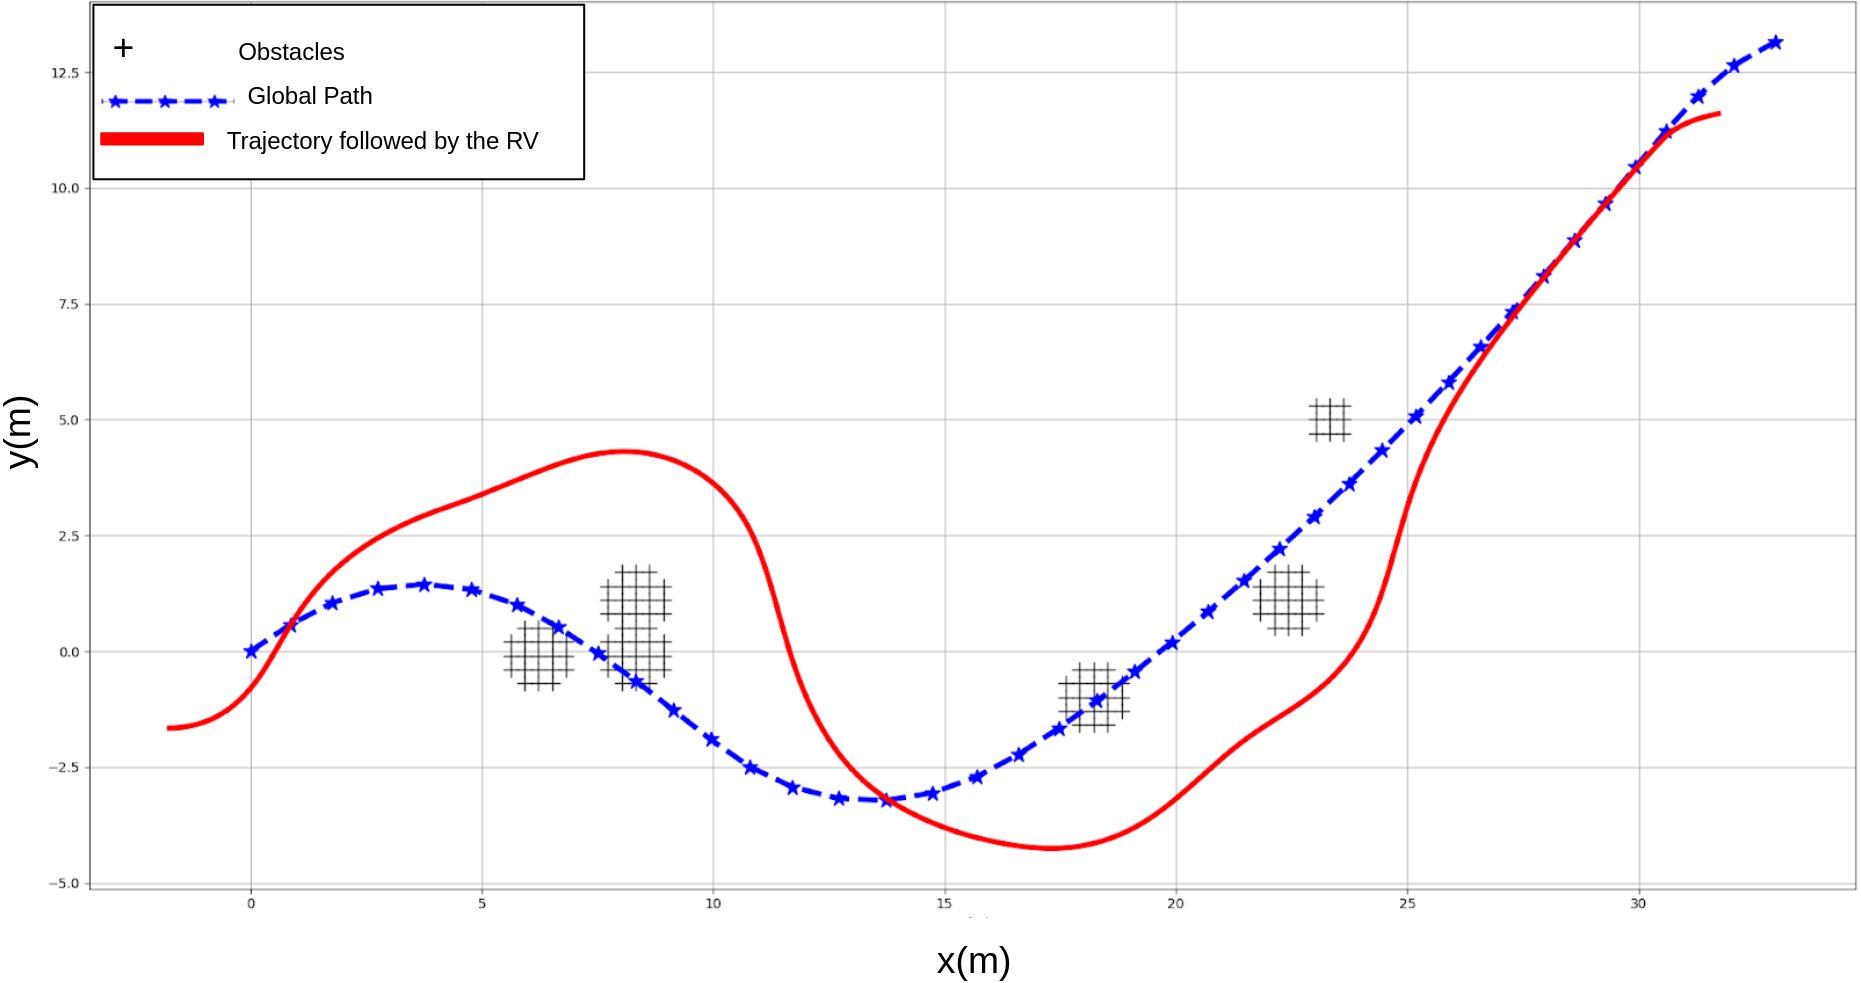 Obstacles
Global Path
Trajectory followed by the RV
12.5
10.0
7.5
5.0
2.5
0.0
−2.5
−5.0
y(m)
0 5 10 15 20 25 30
x(m)